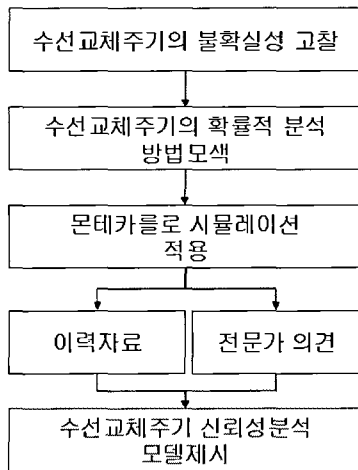 수선교체주기의 불확실성 고찰
수선교체주기의 확률적 분석
방법모색
몬테카를로 시뮬레이션
적용
이력자료
전문가 의견
수선교체주기 신뢰성분석
모델제시